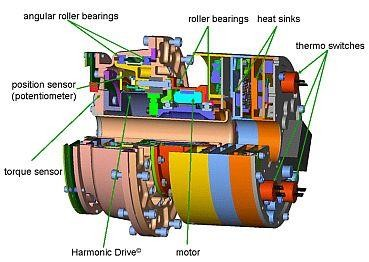 angular roller bearings
roller bearings
heat sinks
thermo switches
position sensor
(potentiometer)
torque sensor
Harmonic Drive©
motor